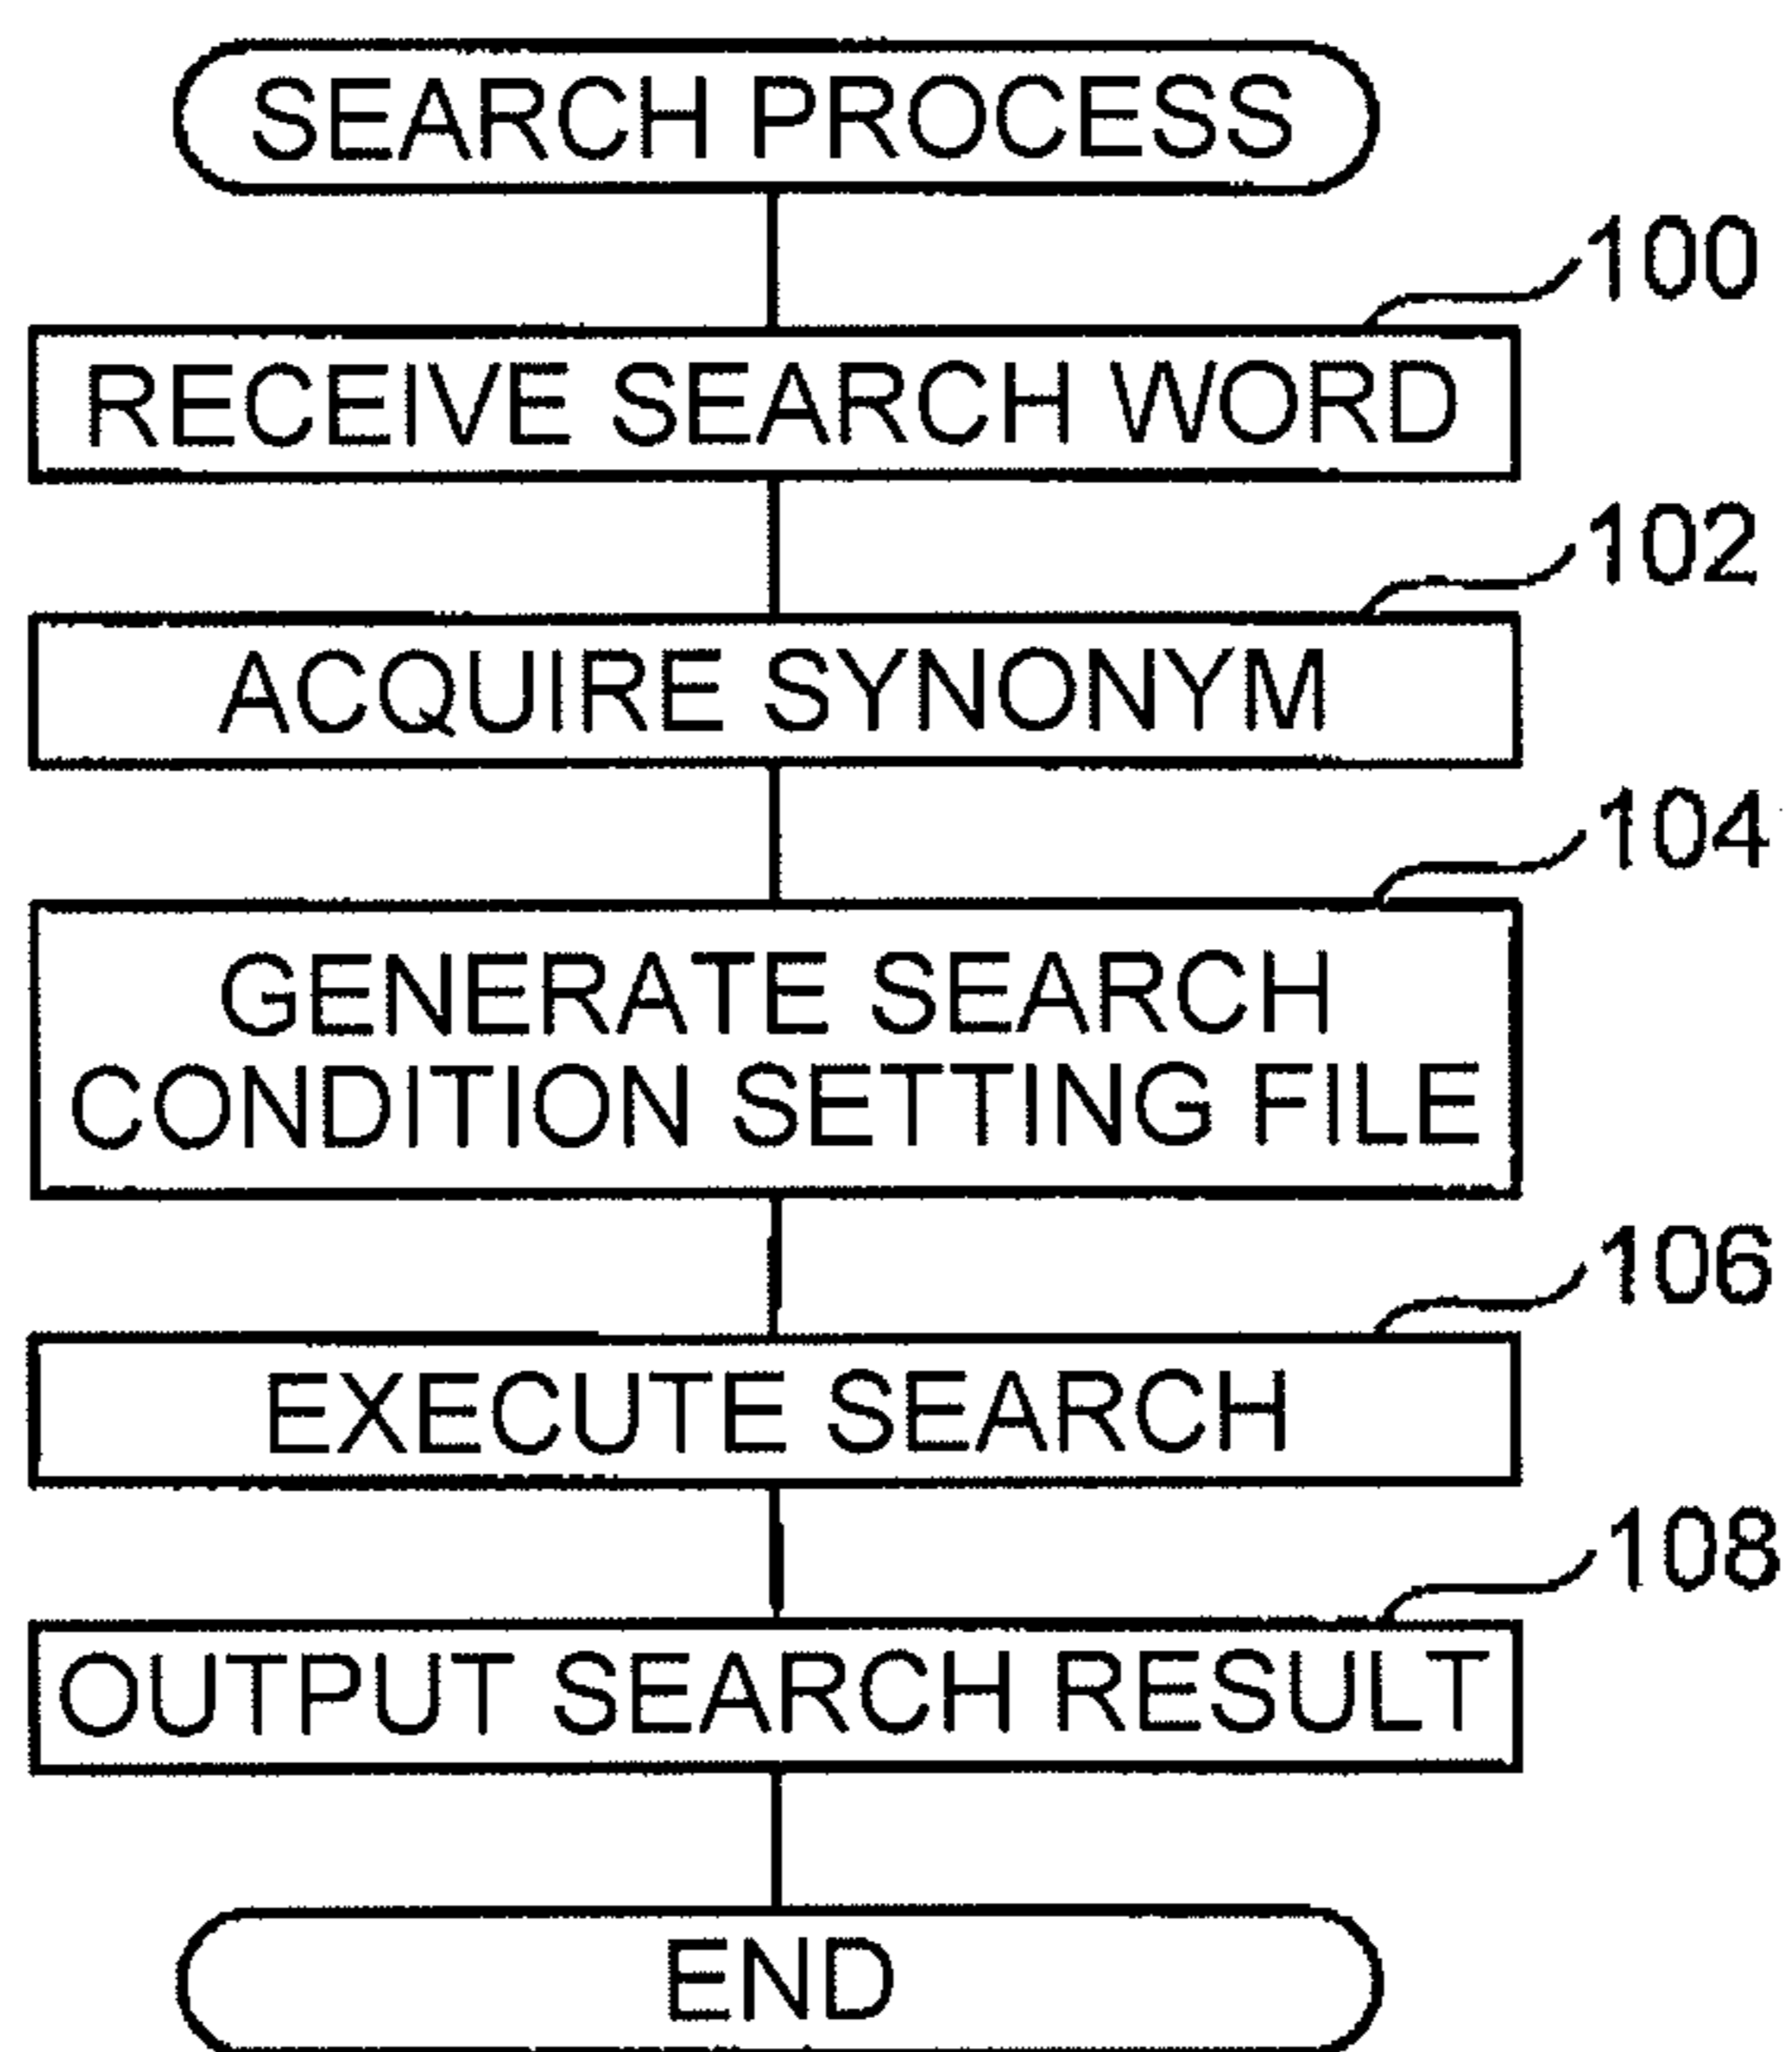 SEARCH PROCESS
100
RECEIVE SEARCH WORD
102
ACQUIRE SYNONYM
104
GENERATE SEARCH
CONDITION SETTING FILE
106
EXECUTE SEARCH
108
OUTPUT SEARCH RESULT
END